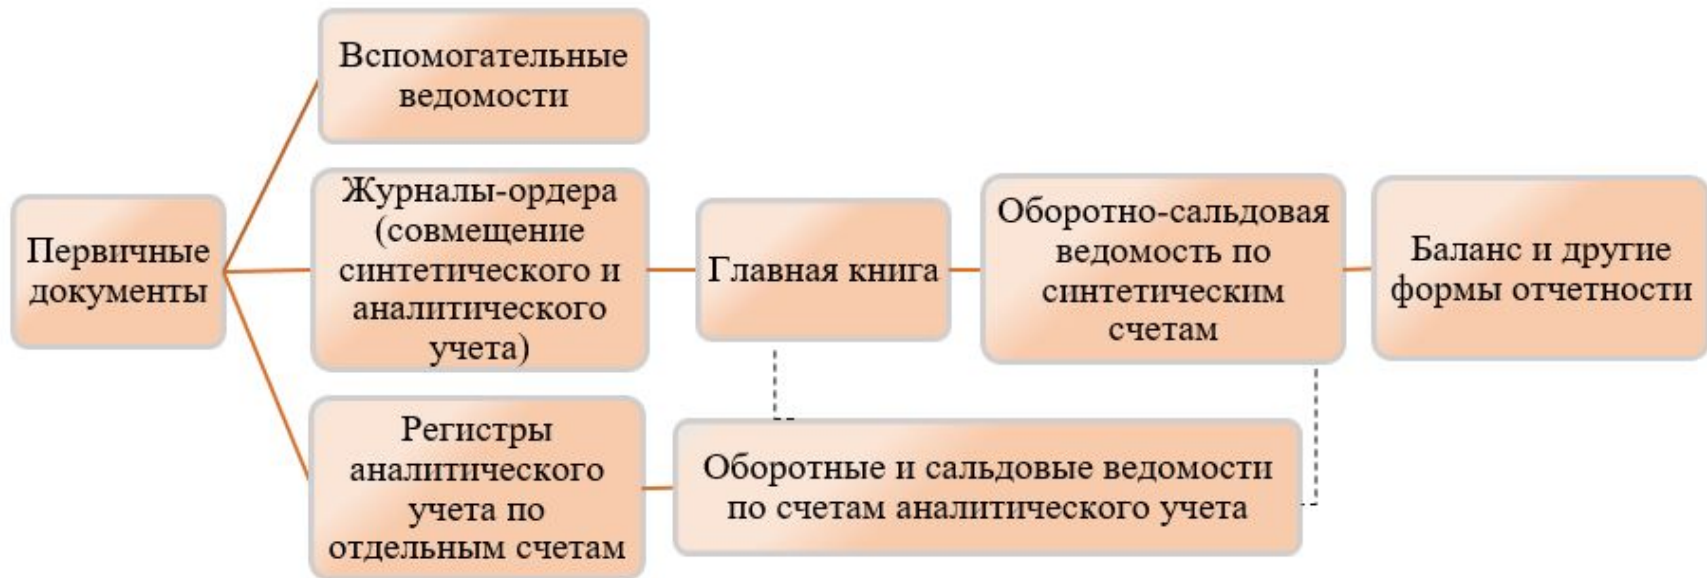 Вспомогательные
ведомости
Первичные
документы
Журналы-ордера
(совмещение
синтетического и
аналитического
учета)
Главная книга
Оборотно-сальдовая
ведомость по
синтетическим
счетам
Баланс и другие
формы отчетности
Регистры
аналитического
учета по
отдельным счетам
Оборотные и сальдовые ведомости
по счетам аналитического учета